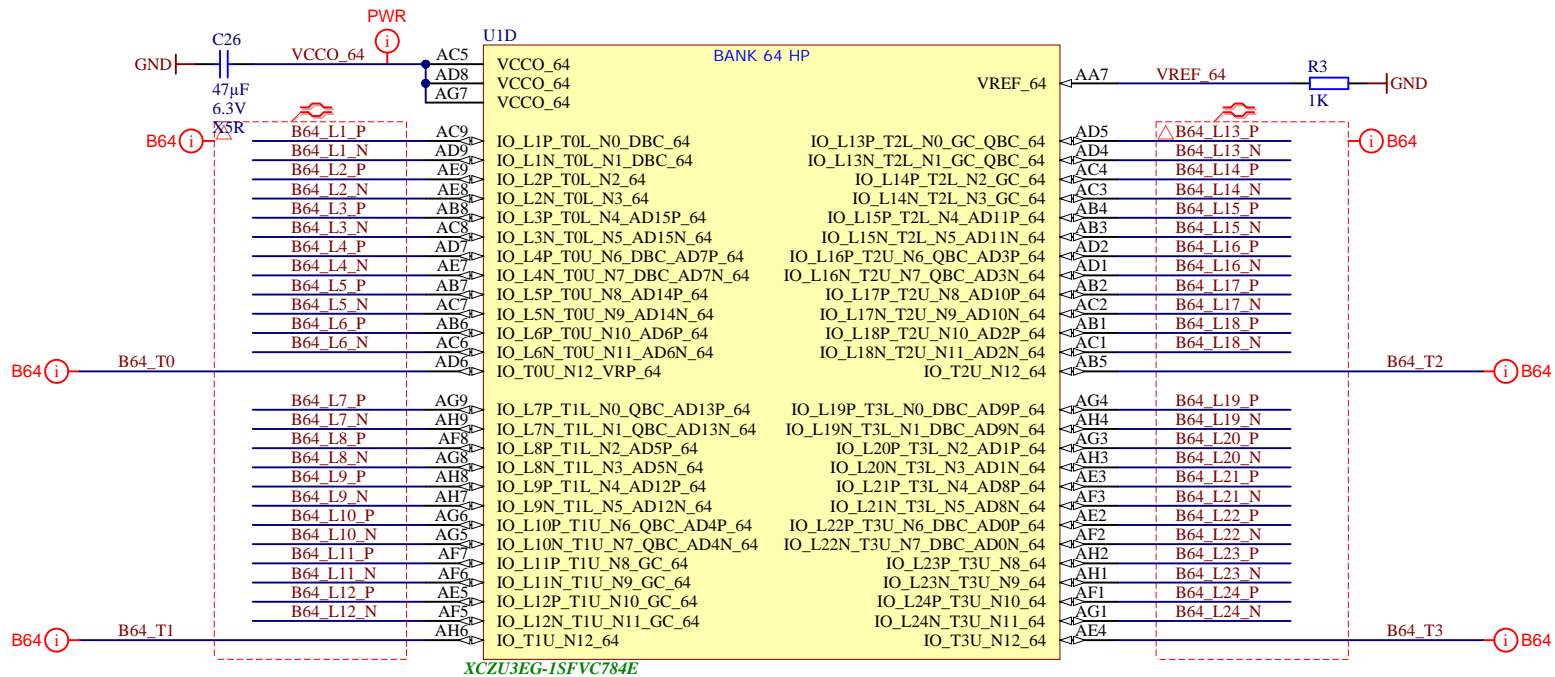 PWR
C26
U1D
GND VCCO_64 AC5 VCCO_64 BANK 64 HP
AD8 VCCO_64 VREF_64 AA7 VREF_64 R3 GND
47µF AG7 VCCO_64 1K
6.3V
X5R
B64 i B64_L1_P AC9 IO_L1P_T0L_N0_DBC_64 IO_L13P_T2L_N0_GC_QBC_64 AD5 B64_L13_P i B64
B64_L1_N AD9 IO_L1N_T0L_N1_DBC_64 IO_L13N_T2L_N1_GC_QBC_64 AD4 B64_L13_N
B64_L2_P AE9 IO_L2P_T0L_N2_64 IO_L14P_T2L_N2_GC_64 AC4 B64_L14_P
B64_L2_N AE8 IO_L2N_T0L_N3_64 IO_L14N_T2L_N3_GC_64 AC3 B64_L14_N
B64_L3_P AB8 IO_L3P_T0L_N4_AD15P_64 IO_L15P_T2L_N4_AD11P_64 AB4 B64_L15_P
B64_L3_N AC8 IO_L3N_T0L_N5_AD15N_64 IO_L15N_T2L_N5_AD11N_64 AB3 B64_L15_N
B64_L4_P AD7 IO_L4P_T0U_N6_DBC_AD7P_64 IO_L16P_T2U_N6_QBC_AD3P_64 AD2 B64_L16_P
B64_L4_N AE7 IO_L4N_T0U_N7_DBC_AD7N_64 IO_L16N_T2U_N7_QBC_AD3N_64 AD1 B64_L16_N
B64_L5_P AB7 IO_L5P_T0U_N8_AD14P_64 IO_L17P_T2U_N8_AD10P_64 AB2 B64_L17_P
B64_L5_N AC7 IO_L5N_T0U_N9_AD14N_64 IO_L17N_T2U_N9_AD10N_64 AC2 B64_L17_N
B64_L6_P AB6 IO_L6P_T0U_N10_AD6P_64 IO_L18P_T2U_N10_AD2P_64 AB1 B64_L18_P
B64_L6_N AC6 IO_L6N_T0U_N11_AD6N_64 IO_L18N_T2U_N11_AD2N_64 AC1 B64_L18_N
B64 i B64_T0 AD6 IO_T0U_N12_VRP_64 IO_T2U_N12_64 AB5 B64_T2 i B64
B64_L7_P AG9 IO_L7P_T1L_N0_QBC_AD13P_64 IO_L19P_T3L_N0_DBC_AD9P_64 AG4 B64_L19_P
B64_L7_N AH9 IO_L7N_T1L_N1_QBC_AD13N_64 IO_L19N_T3L_N1_DBC_AD9N_64 AH4 B64_L19_N
B64_L8_P AF8 IO_L8P_T1L_N2_AD5P_64 IO_L20P_T3L_N2_AD1P_64 AG3 B64_L20_P
B64_L8_N AG8 IO_L8N_T1L_N3_AD5N_64 IO_L20N_T3L_N3_AD1N_64 AH3 B64_L20_N
B64_L9_P AH8 IO_L9P_T1L_N4_AD12P_64 IO_L21P_T3L_N4_AD8P_64 AE3 B64_L21_P
B64_L9_N AH7 IO_L9N_T1L_N5_AD12N_64 IO_L21N_T3L_N5_AD8N_64 AF3 B64_L21_N
B64_L10_P AG6 IO_L10P_T1U_N6_QBC_AD4P_64 IO_L22P_T3U_N6_DBC_AD0P_64 AE2 B64_L22_P
B64_L10_N AG5 IO_L10N_T1U_N7_QBC_AD4N_64 IO_L22N_T3U_N7_DBC_AD0N_64 AF2 B64_L22_N
B64_L11_P AF7 IO_L11P_T1U_N8_GC_64 IO_L23P_T3U_N8_64 AH2 B64_L23_P
B64_L11_N AF6 IO_L11N_T1U_N9_GC_64 IO_L23N_T3U_N9_64 AH1 B64_L23_N
B64_L12_P AE5 IO_L12P_T1U_N10_GC_64 IO_L24P_T3U_N10_64 AF1 B64_L24_P
B64_L12_N AF5 IO_L12N_T1U_N11_GC_64 IO_L24N_T3U_N11_64 AG1 B64_L24_N
B64 i B64_T1 AH6 IO_T1U_N12_64 IO_T3U_N12_64 AE4 B64_T3 i B64
XCZU3EG-1SFVC784E